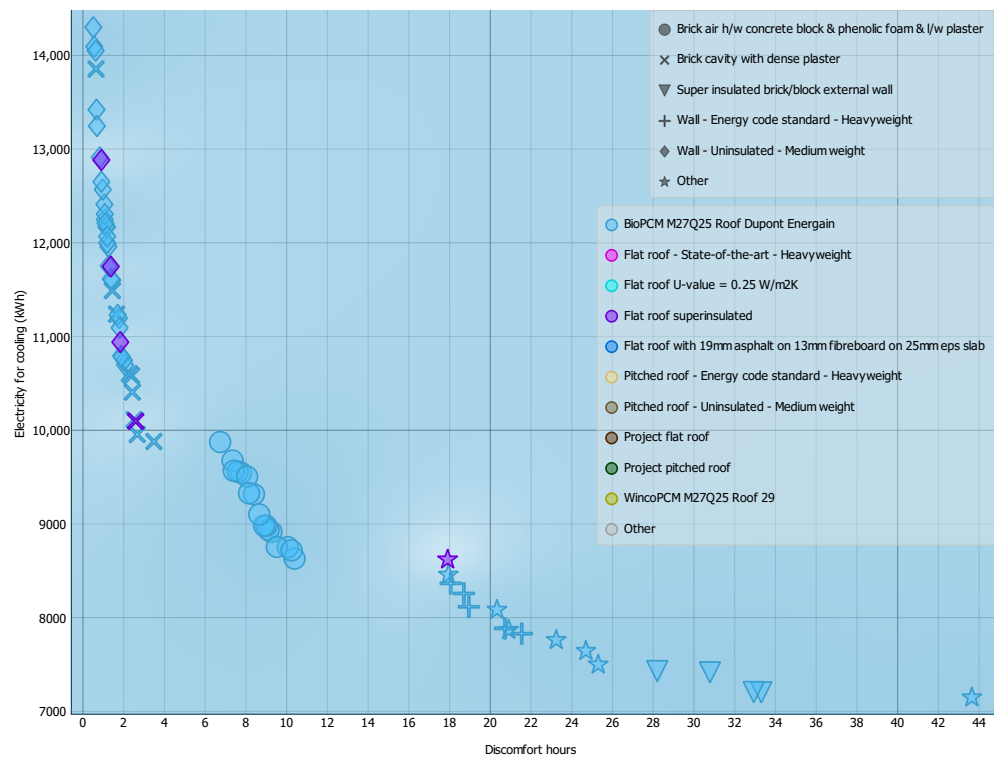 Brick air h/w concrete block & phenolic foam & l/w plaster
Brick cavity with dense plaster
Super insulated brick/block external wall
Wall - Energy code standard - Heavyweight
Wall - Uninsulated - Medium weight
Other
BioPCM M27Q25 Roof Dupont Energain
Flat roof - State-of-the-art - Heavyweight
Flat roof U-value = 0.25 W/m2K
Flat roof superinsulated
Flat roof with 19mm asphalt on 13mm fibreboard on 25mm eps slab
Pitched roof - Energy code standard - Heavyweight
Pitched roof - Uninsulated - Medium weight
Project flat roof
Project pitched roof
WincoPCM M27Q25 Roof 29
Other
Electricity for cooling (kWh)
14,000
13,000
12,000
11,000
10,000
9000
8000
7000
0 2 4 6 8 10 12 14 16 18 20 22 24 26 28 30 32 34 36 38 40 42 44
Discomfort hours